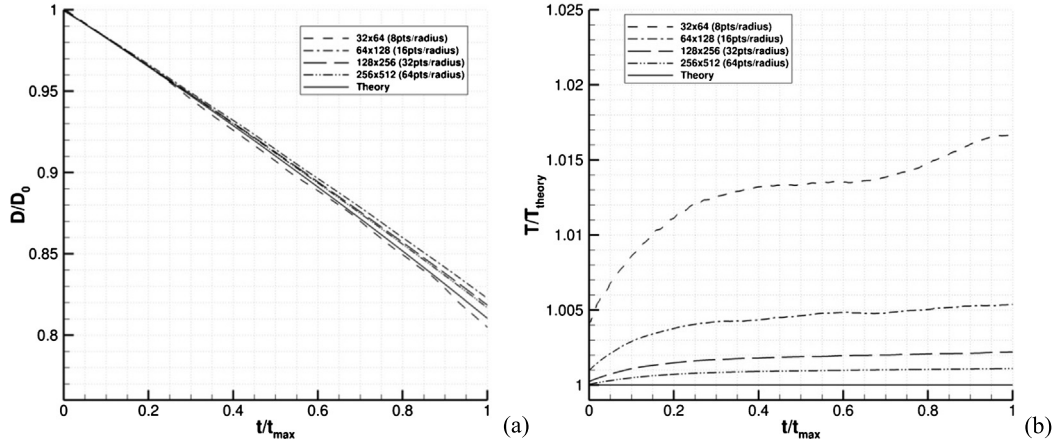 1
0.95
0.9
0.85
0.8
D/D0
32x64 (8pts/radius)
64x128 (16pts/radius)
128x256 (32pts/radius)
256x512 (64pts/radius)
Theory
0 0.2 0.4 0.6 0.8 1
t/tmax
(a)
1.025
1.02
1.015
1.01
1.005
1
T/Ttheory
32x64 (8pts/radius)
64x128 (16pts/radius)
128x256 (32pts/radius)
256x512 (64pts/radius)
Theory
0 0.2 0.4 0.6 0.8 1
t/tmax
(b)